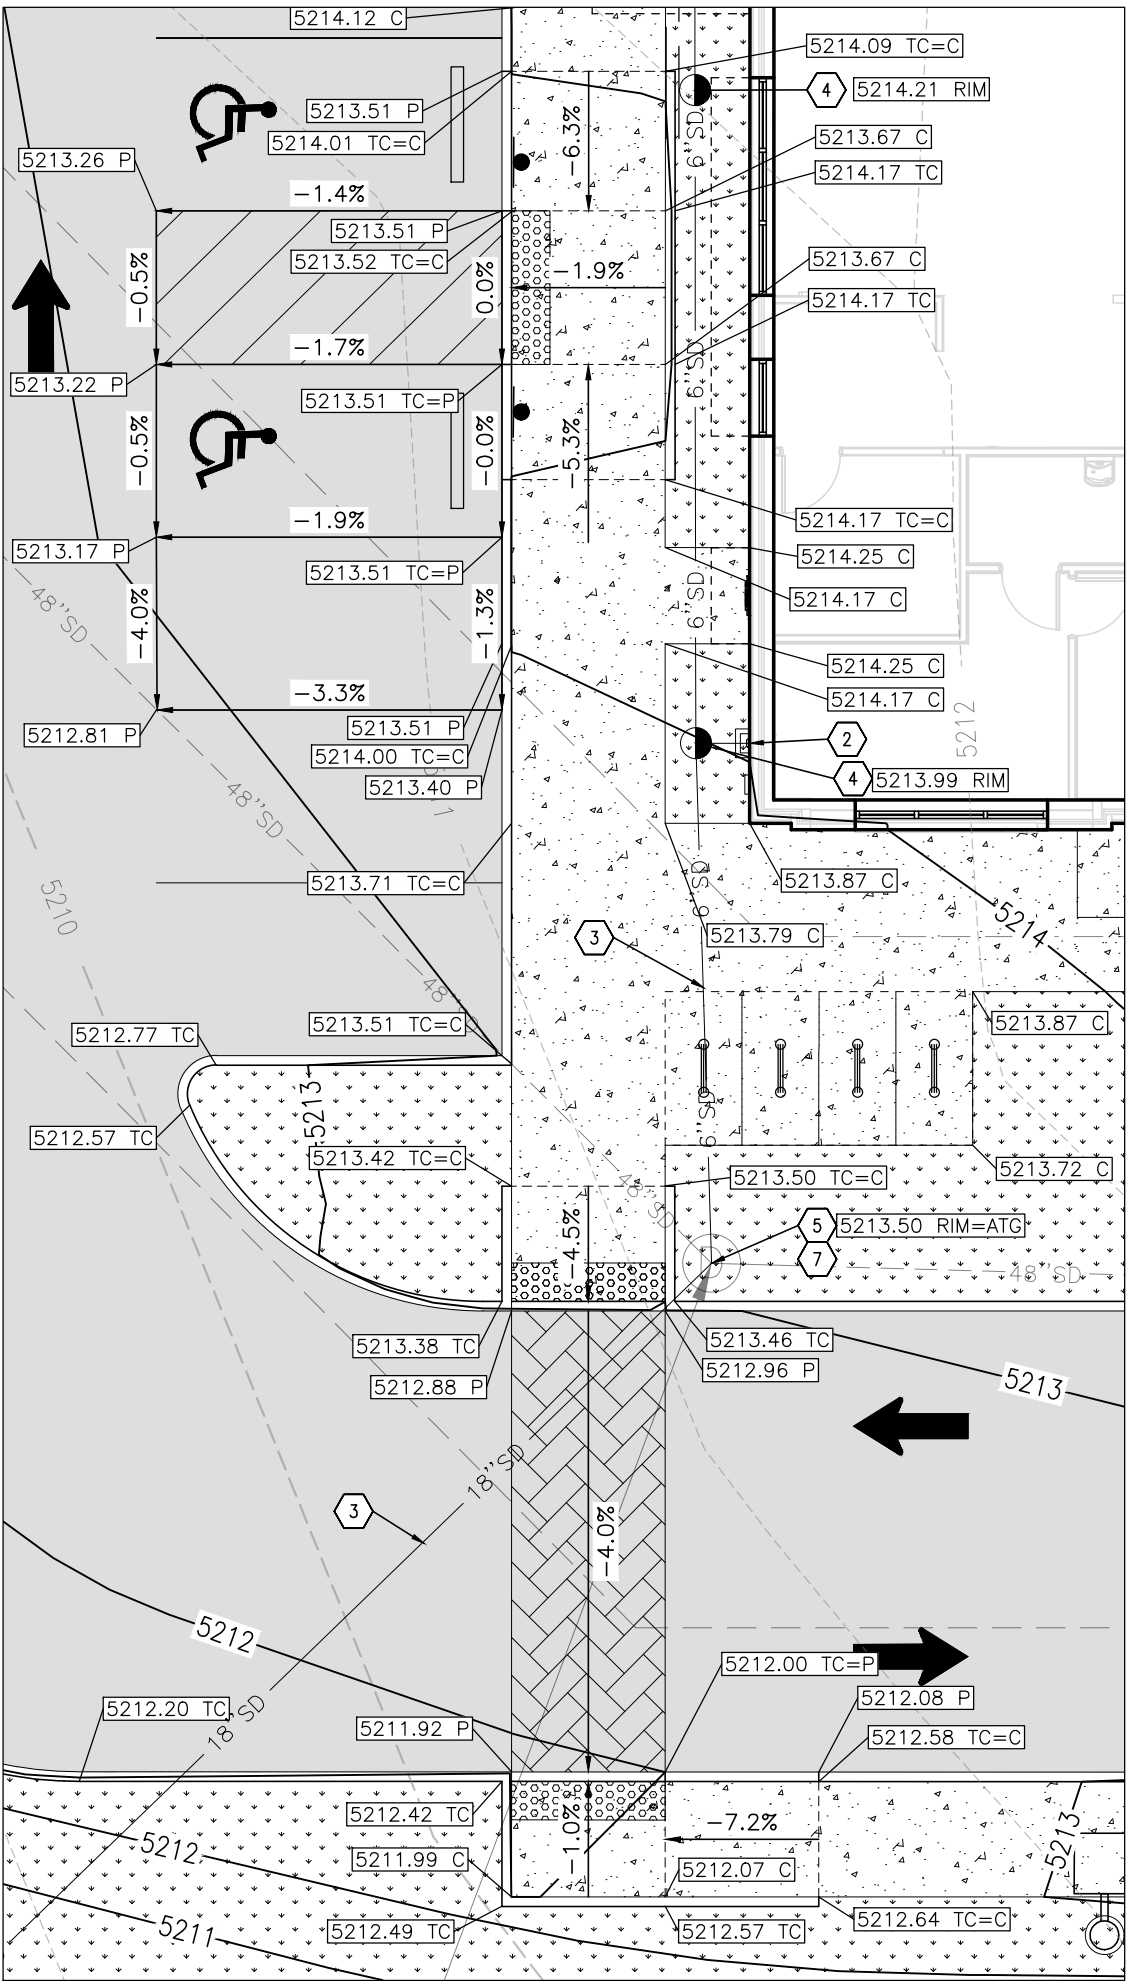 5214.12 C
5214.09 TC=C
4
5214.21 RIM
5213.51 P
5214.01 TC=C
-6.3%
6"SD
5213.67 C
5214.17 TC
5213.26 P
-1.4%
5213.51 P
5213.52 TC=C
-1.9%
5213.67 C
5214.17 TC
-0.5%
0.0%
-1.7%
6"SD
5213.22 P
5213.51 TC=P
-0.5%
-0.0%
-5.3%
-1.9%
5214.17 TC=C
5213.17 P
5213.51 TC=P
5214.25 C
5214.17 C
48"SD
-4.0%
-1.3%
6"SD
5214.25 C
5214.17 C
-3.3%
5212.81 P
5213.51 P
5214.00 TC=C
5213.40 P
2
4
5213.99 RIM
5212
48"SD
5210
5213.71 TC=C
6"SD
5213.87 C
5213.79 C
5214
3
48"SD
5212.77 TC
5213.51 TC=C
5213.87 C
5213
6"SD
5212.57 TC
5213.42 TC=C
5213.50 TC=C
5213.72 C
48"SD
-4.5%
5
5213.50 RIM=ATG
7
48"SD
5213.38 TC
5213.46 TC
5212.88 P
5212.96 P
5213
18"SD
3
-4.0%
5212
5212.00 TC=P
5212.20 TC
18"SD
5211.92 P
5212.08 P
5212.58 TC=C
5212.42 TC
-1.0%
-7.2%
5213
5212
5211.99 C
5212.07 C
5211
5212.49 TC
5212.57 TC
5212.64 TC=C